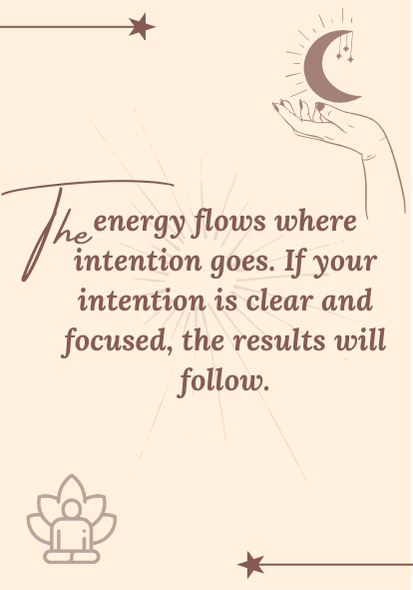 The energy flows where
intention goes. If your
intention is clear and
focused, the results will
follow.